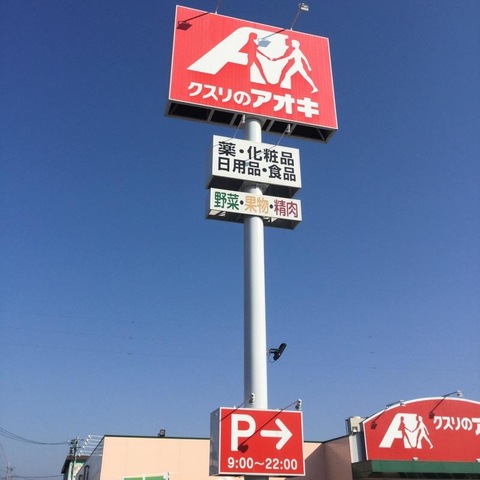 クスリのアオキ
薬・化粧品
日用品・食品
野菜・果物・精肉
P→
9:00〜22:00
クスリのア